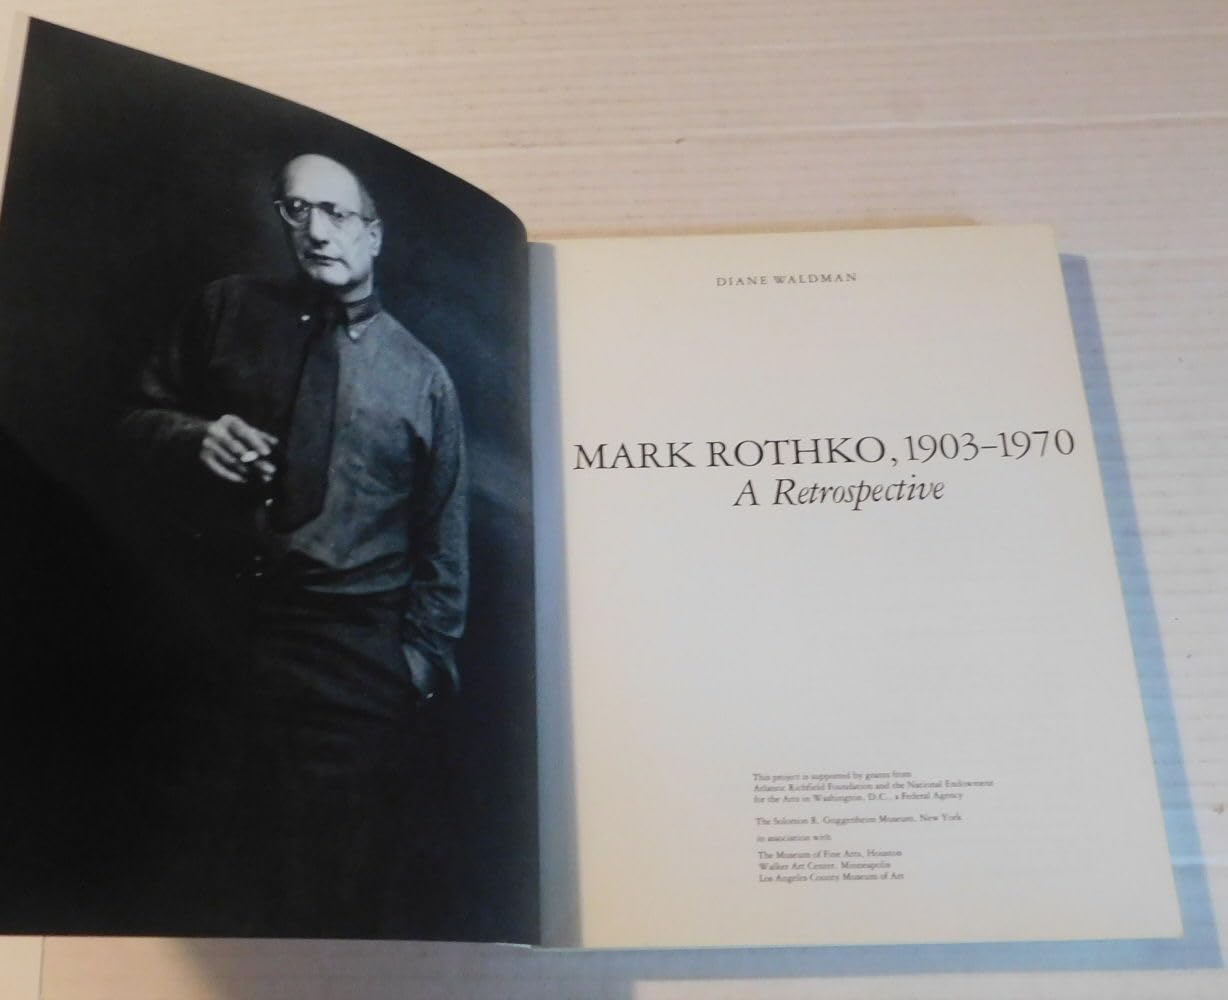 DIANE WALDMAN
MARK ROTHKO, 1903–1970
A Retrospective
This project is supported by grants from
Atlantic Richfield Foundation and the National Endowment
for the Arts in Washington, D.C., a Federal Agency
The Solomon R. Guggenheim Museum, New York
in association with
The Museum of Fine Arts, Houston
Walker Art Center, Minneapolis
Los Angeles County Museum of Art